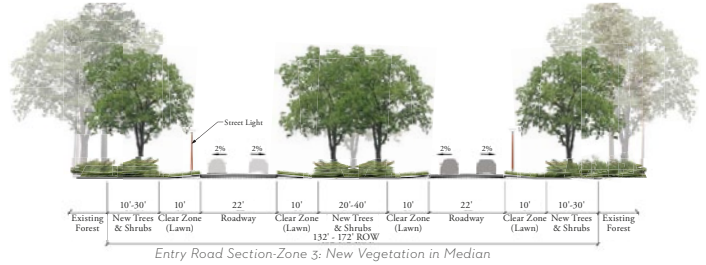 Street Light
2% 2% 2% 2%
10'-30' 10' 22' 10' 20'-40' 10' 22' 10' 10'-30'
Existing Forest New Trees & Shrubs Clear Zone (Lawn) Roadway Clear Zone (Lawn) New Trees & Shrubs Clear Zone (Lawn) Roadway Clear Zone (Lawn) New Trees & Shrubs Existing Forest
132' - 172' ROW
Entry Road Section-Zone 3: New Vegetation in Median